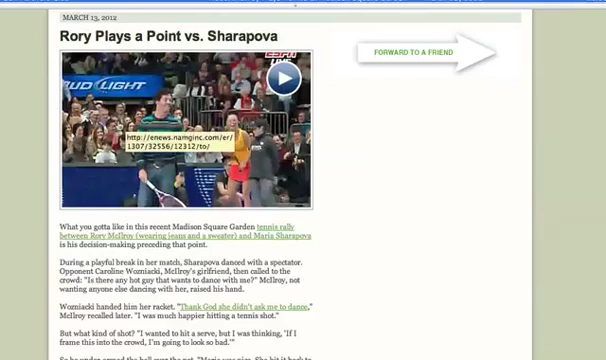 MARCH 13, 2012
Rory Plays a Point vs. Sharapova
FORWARD TO A FRIEND
ESPN
LIVE
BUD LIGHT
http://enews.namginc.com/er/
1307/32556/12312/to/
What you gotta like in this recent Madison Square Garden tennis rally
between Rory McIlroy (wearing jeans and a sweater) and Maria Sharapova
is his decision-making preceding that point.
During a playful break in her match, Sharapova danced with a spectator.
Opponent Caroline Wozniacki, McIlroy's girlfriend, then called to the
crowd: "Is there any hot guy that wants to dance with me?" McIlroy, not
wanting anyone else dancing with her, raised his hand.
Wozniacki handed him her racket. "Thank God she didn't ask me to dance,"
McIlroy recalled later. "I was much happier hitting a tennis shot."
But what kind of shot? "I wanted to hit a serve, but I was thinking, 'If I
frame this into the crowd, I'm going to look so bad.'"